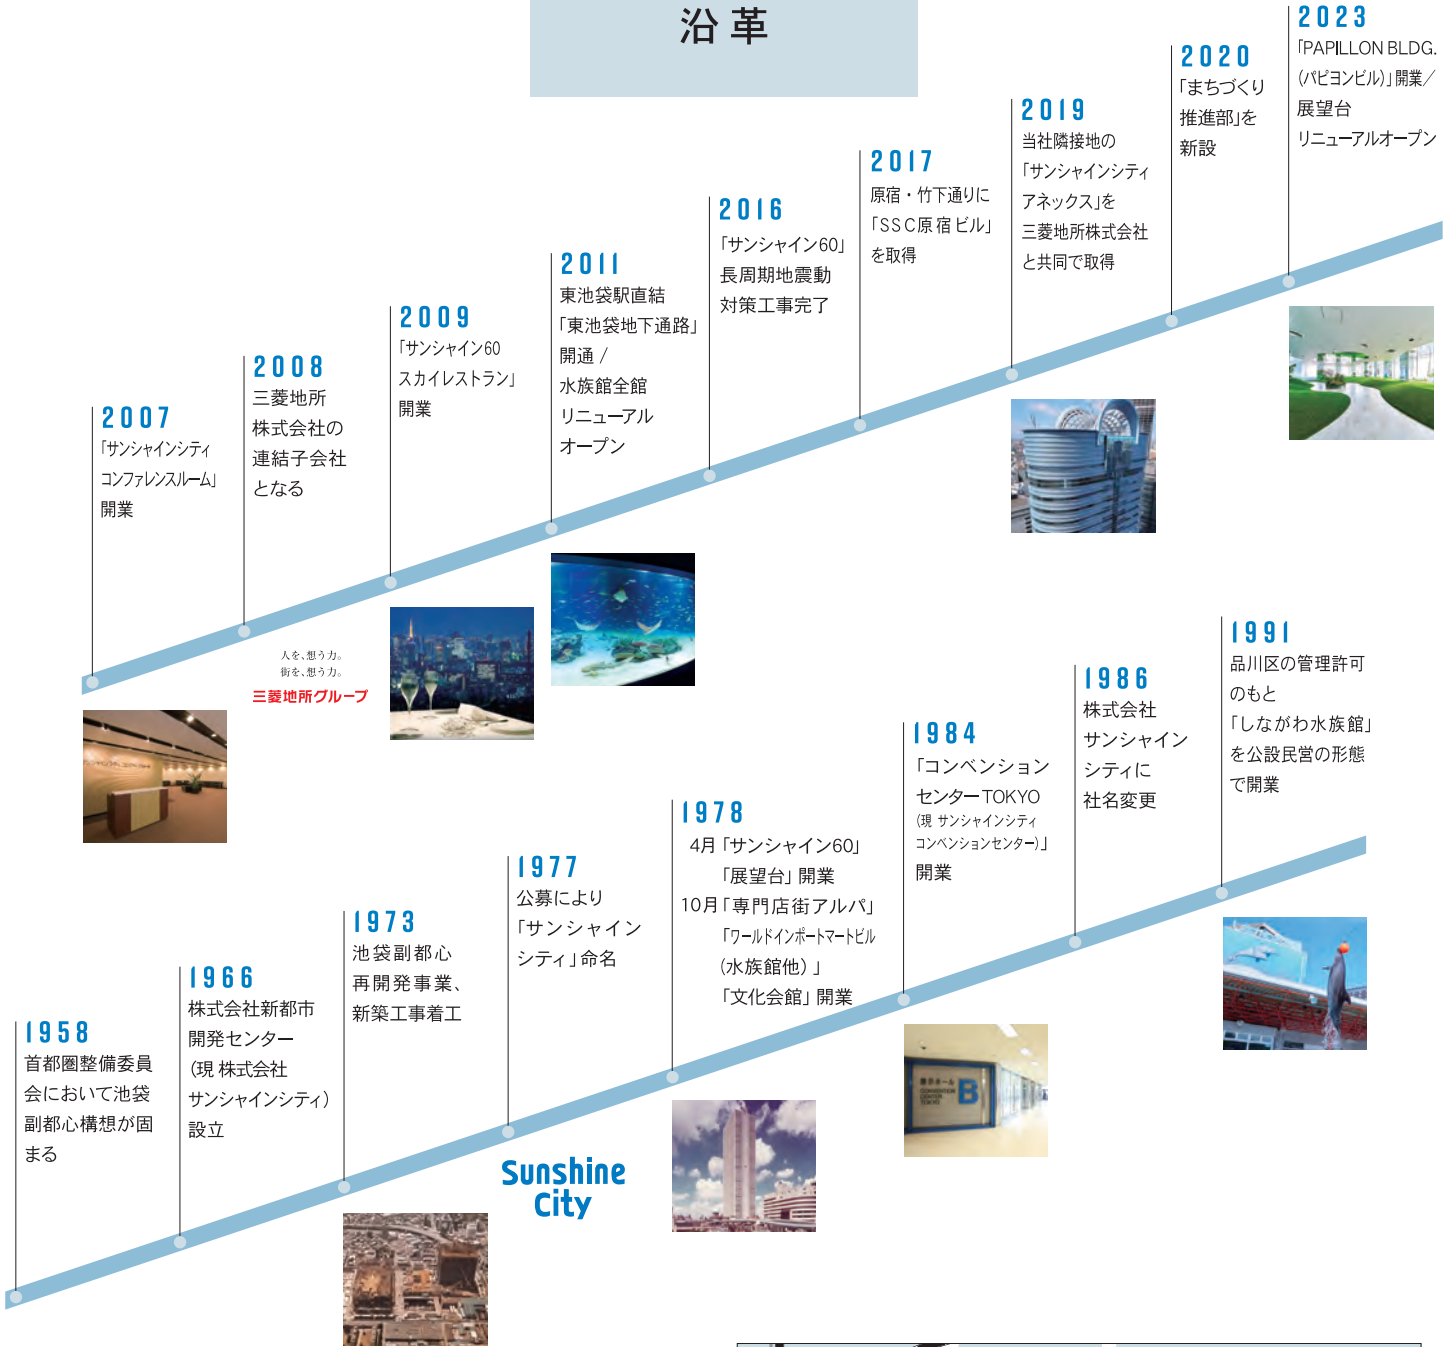 沿革
1958
首都圏整備委員
会において池袋
副都心構想が固
まる
1966
株式会社新都市
開発センター
(現 株式会社
サンシャインシティ)
設立
1973
池袋副都心
再開発事業、
新築工事着工
1977
公募により
「サンシャイン
シティ」命名
Sunshine
City
1978
4月「サンシャイン60」
「展望台」開業
10月「専門店街アルパ」
「ワールドインポートマートビル
(水族館他)」
「文化会館」開業
1984
「コンベンション
センターTOKYO
(現 サンシャインシティ
コンベンションセンター)」
開業
展示ホール
CONVENTION
CENTER
TOKYO
B
1986
株式会社
サンシャイン
シティに
社名変更
1991
品川区の管理許可
のもと
「しながわ水族館」
を公設民営の形態
で開業
2007
「サンシャインシティ
コンファレンスルーム」
開業
2008
三菱地所
株式会社の
連結子会社
となる
人を、想う力。
街を、想う力。
三菱地所グループ
2009
「サンシャイン60
スカイレストラン」
開業
2011
東池袋駅直結
「東池袋地下通路」
開通 /
水族館全館
リニューアル
オープン
2016
「サンシャイン60」
長周期地震動
対策工事完了
2017
原宿・竹下通りに
「SSC原宿ビル」
を取得
2019
当社隣接地の
「サンシャインシティ
アネックス」を
三菱地所株式会社
と共同で取得
2020
「まちづくり
推進部」を
新設
2023
「PAPILLON BLDG.
(パピヨンビル)」開業／
展望台
リニューアルオープン